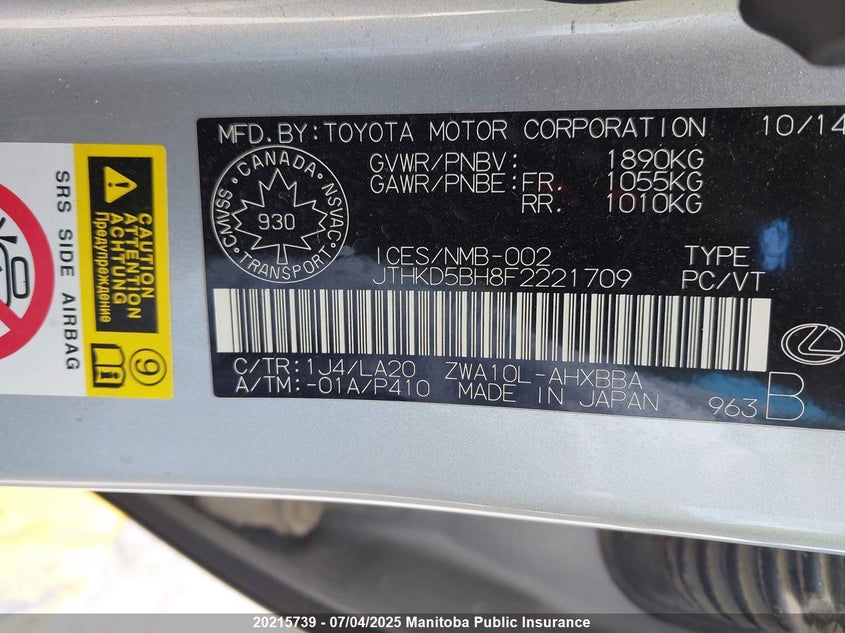 MFD.BY:TOYOTA MOTOR CORPORATION 10/14
GVWR/PNBV: 1890KG
GAWR/PNBE: FR. 1055KG
RR. 1010KG
CANADA
CMVSS NSVAC
930
TRANSPORT
ICES/NMB-002 TYPE
JTHKD5BH8F2221709 PC/VT
C/TR:1J4/LA20 ZWA10L-AHXBBA
A/TM:-01A/P410 MADE IN JAPAN 963 B
SRS SIDE AIRBAG
CAUTION
ATTENTION
ACHTUNG
Предупреждение
9
20215739 - 07/04/2025 Manitoba Public Insurance